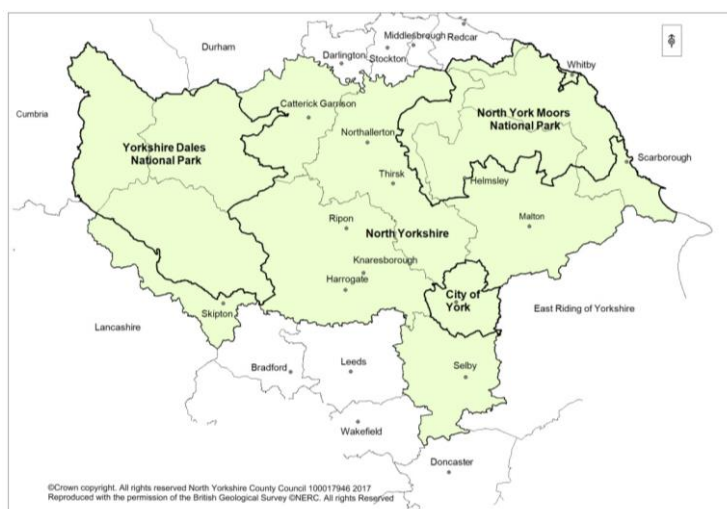 Middlesbrough
Redcar
Durham
Darlington
Stockton
Whitby
Cumbria
Catterick Garrison
North York Moors
National Park
Northallerton
Yorkshire Dales
National Park
Scarborough
Thirsk
Helmsley
Ripon
North Yorkshire
Malton
Knaresborough
Harrogate
City of
York
Skipton
East Riding of Yorkshire
Lancashire
Bradford
Leeds
Selby
Wakefield
Doncaster
©Crown copyright. All rights reserved North Yorkshire County Council 100017946 2017
Reproduced with the permission of the British Geological Survey ©NERC. All rights Reserved